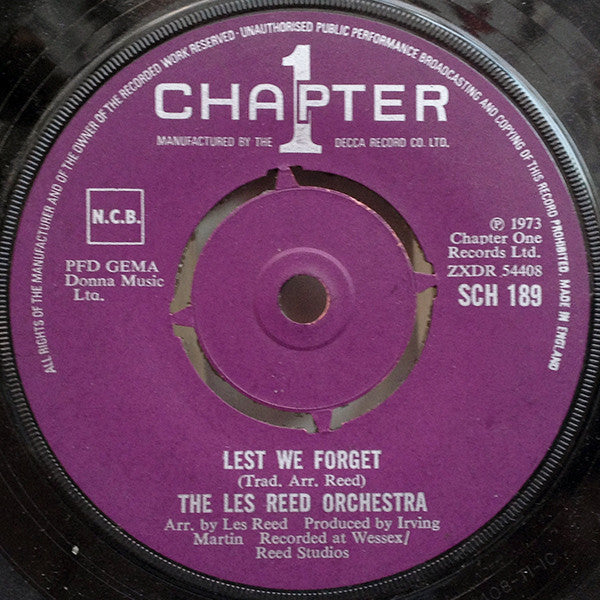 ALL RIGHTS OF THE MANUFACTURER AND OF THE OWNER OF THE RECORDED WORK RESERVED · UNAUTHORISED PUBLIC PERFORMANCE BROADCASTING AND COPYING OF THIS RECORD PROHIBITED. MADE IN ENGLAND
CHAPTER 1
MANUFACTURED BY THE DECCA RECORD CO. LTD.
N.C.B.
PFD GEMA
Donna Music
Ltd.
℗ 1973
Chapter One
Records Ltd.
ZXDR 54408
SCH 189
LEST WE FORGET
(Trad. Arr. Reed)
THE LES REED ORCHESTRA
Arr. by Les Reed Produced by Irving
Martin Recorded at Wessex/
Reed Studios